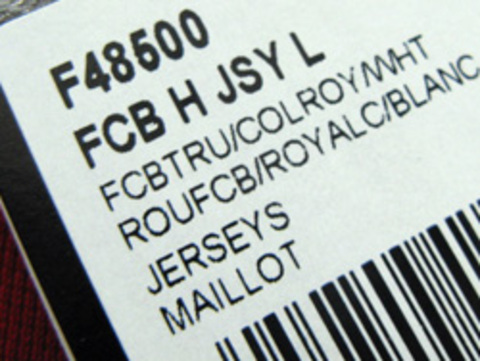 F48500
FCB H JSY L
FCBTRU/COLROY/WHT
ROUFCB/ROYALC/BLANC
JERSEYS
MAILLOT